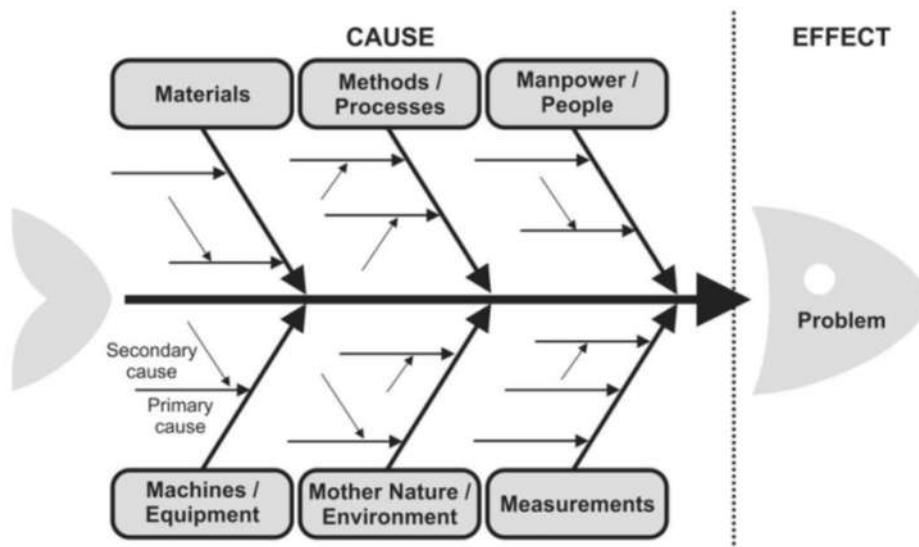 CAUSE
EFFECT
Materials
Methods /
Processes
Manpower /
People
Problem
Secondary
cause
Primary
cause
Machines /
Equipment
Mother Nature /
Environment
Measurements